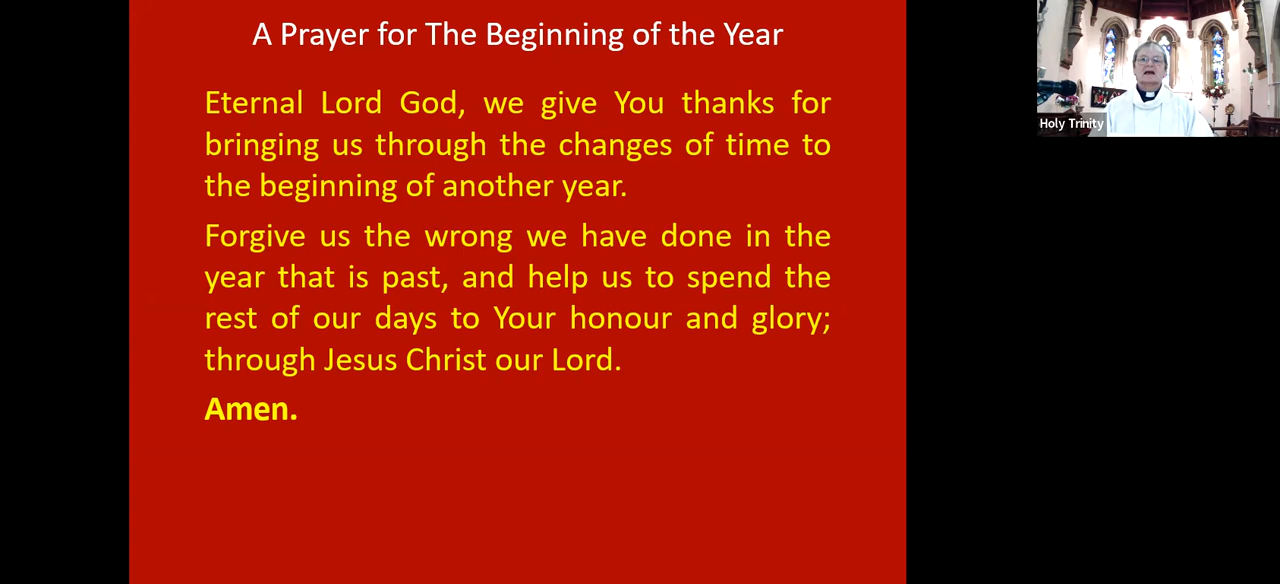 A Prayer for The Beginning of the Year
Eternal Lord God, we give You thanks for
bringing us through the changes of time to
the beginning of another year.
Forgive us the wrong we have done in the
year that is past, and help us to spend the
rest of our days to Your honour and glory;
through Jesus Christ our Lord.
Amen.
Holy Trinity